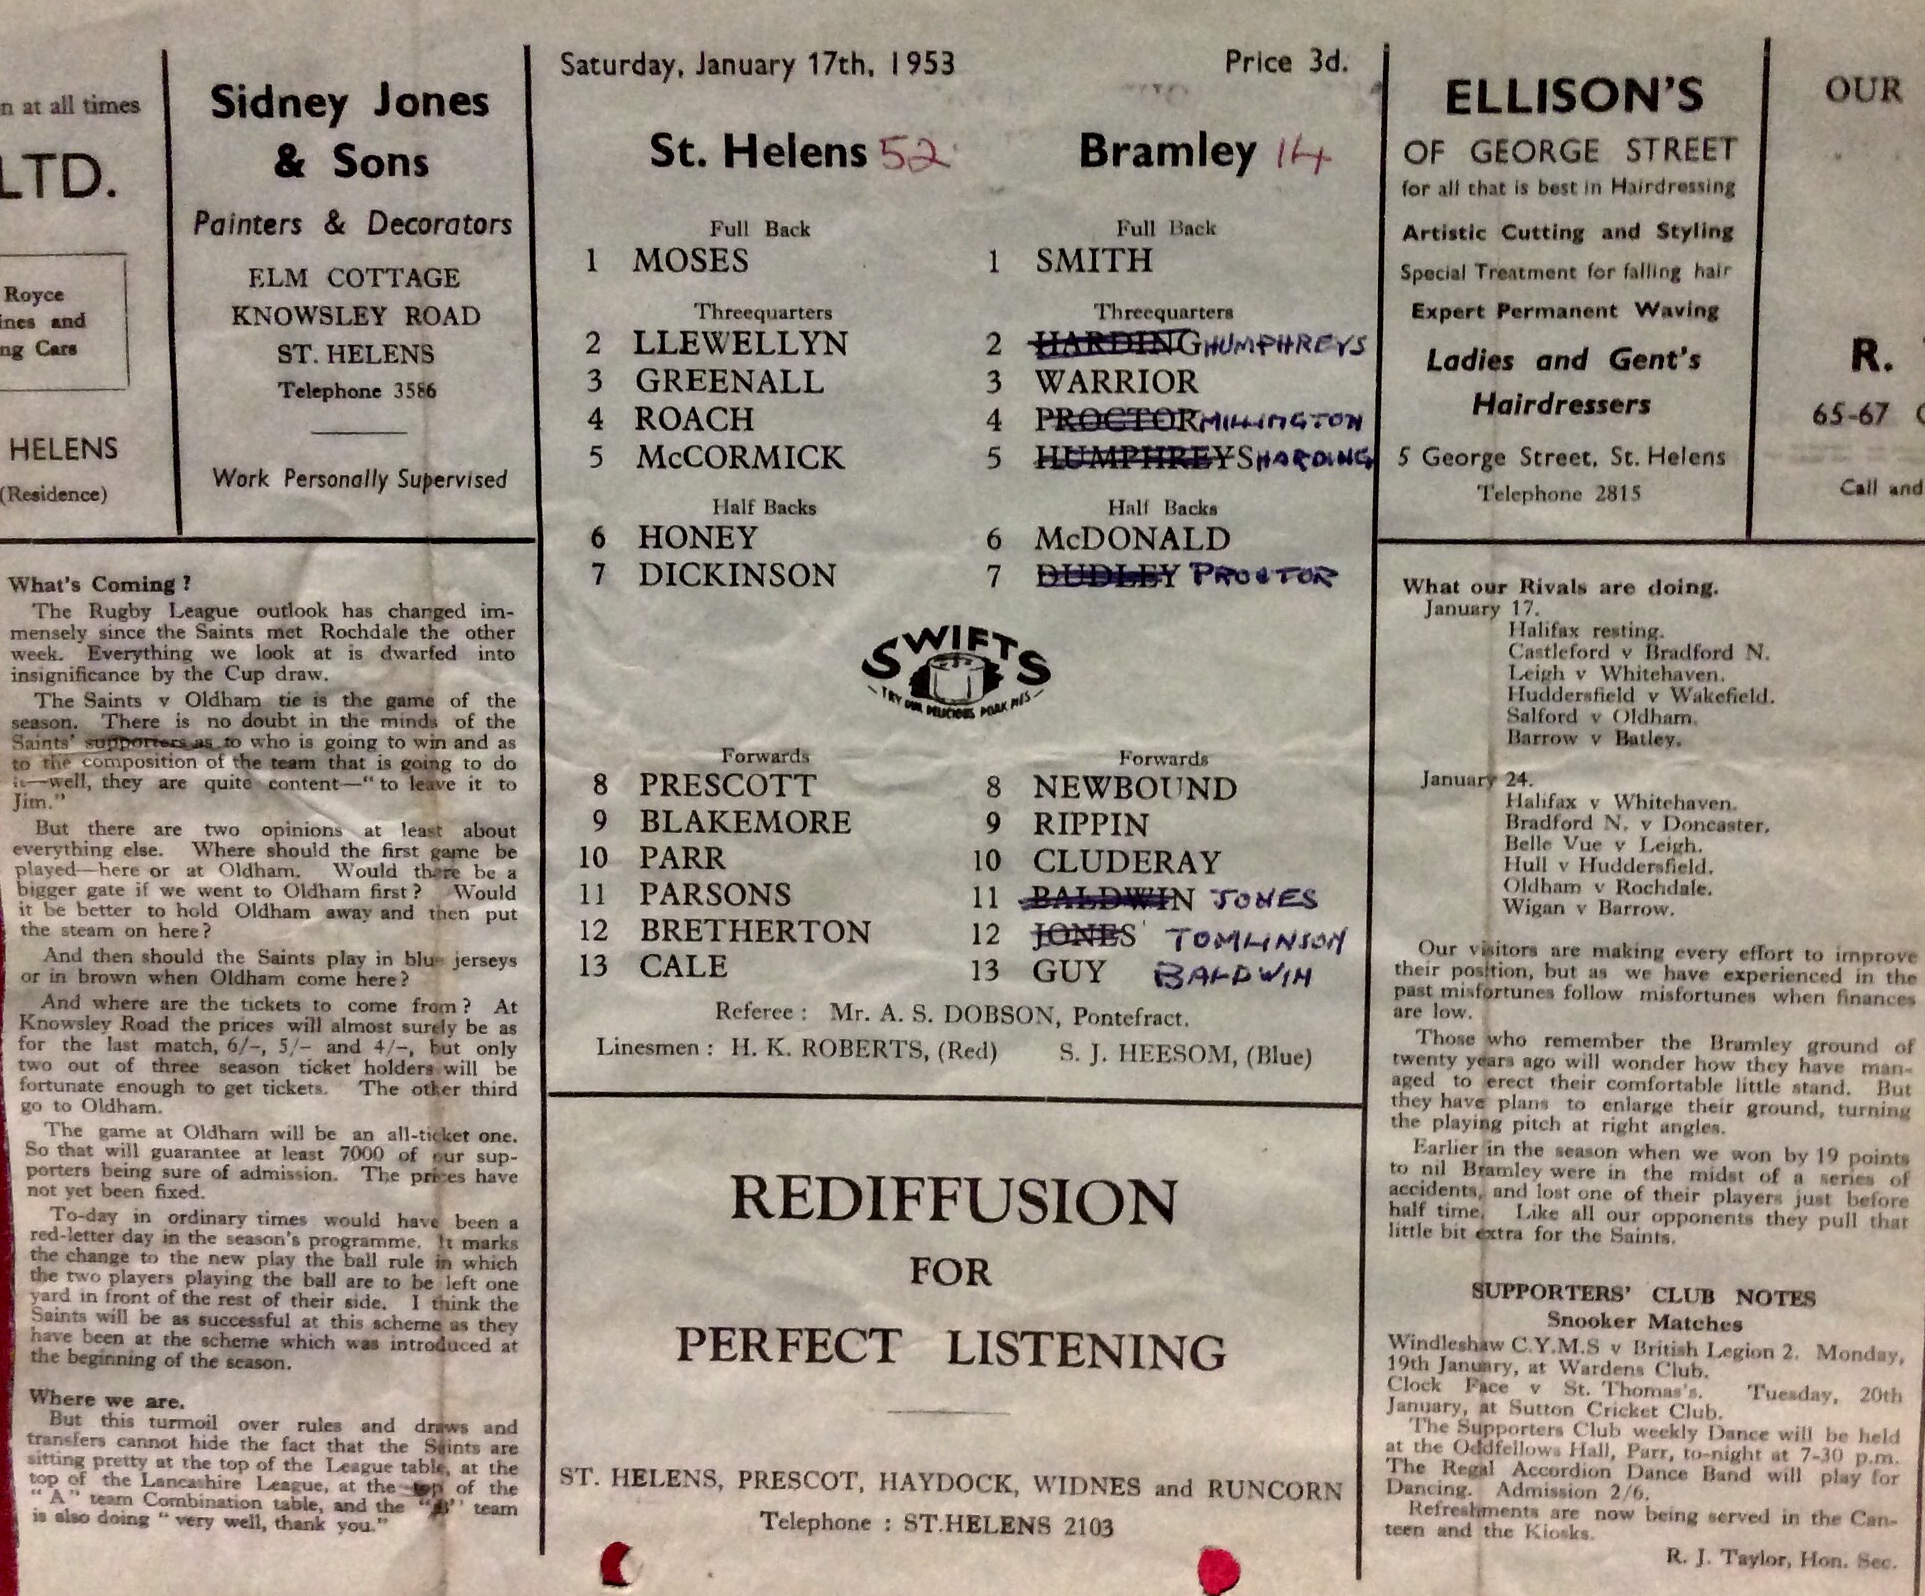 n at all times
LTD.
Royce
ines and
ng Cars
HELENS
(Residence)
Sidney Jones
& Sons
Painters & Decorators
ELM COTTAGE
KNOWSLEY ROAD
ST. HELENS
Telephone 3586
Work Personally Supervised
What's Coming ?
The Rugby League outlook has changed im-
mensely since the Saints met Rochdale the other
week. Everything we look at is dwarfed into
insignificance by the Cup draw.
The Saints v Oldham tie is the game of the
season. There is no doubt in the minds of the
Saints' supporters as to who is going to win and as
to the composition of the team that is going to do
it—well, they are quite content—" to leave it to
Jim."
But there are two opinions at least about
everything else. Where should the first game be
played—here or at Oldham. Would there be a
bigger gate if we went to Oldham first ? Would
it be better to hold Oldham away and then put
the steam on here ?
And then should the Saints play in blue jerseys
or in brown when Oldham come here ?
And where are the tickets to come from ? At
Knowsley Road the prices will almost surely be as
for the last match, 6/-, 5/- and 4/-, but only
two out of three season ticket holders will be
fortunate enough to get tickets. The other third
go to Oldham.
The game at Oldham will be an all-ticket one.
So that will guarantee at least 7000 of our sup-
porters being sure of admission. The prices have
not yet been fixed.
To-day in ordinary times would have been a
red-letter day in the season's programme. It marks
the change to the new play the ball rule in which
the two players playing the ball are to be left one
yard in front of the rest of their side. I think the
Saints will be as successful at this scheme as they
have been at the scheme which was introduced at
the beginning of the season.
Where we are.
But this turmoil over rules and draws and
transfers cannot hide the fact that the Saints are
sitting pretty at the top of the League table, at the
top of the Lancashire League, at the top of the
" A " team Combination table, and the team
is also doing " very well, thank you."
Saturday, January 17th, 1953 Price 3d.
St. Helens 52 Bramley 14
Full Back Full Back
1 MOSES 1 SMITH
Threequarters Threequarters
2 LLEWELLYN 2 HARDING HUMPHREYS
3 GREENALL 3 WARRIOR
4 ROACH 4 PROCTOR MILLINGTON
5 McCORMICK 5 HUMPHREYS HARDING
Half Backs Half Backs
6 HONEY 6 McDONALD
7 DICKINSON 7 DUDLEY PROCTOR
SWIFTS
TRY OUR DELICIOUS PORK PIES
Forwards Forwards
8 PRESCOTT 8 NEWBOUND
9 BLAKEMORE 9 RIPPIN
10 PARR 10 CLUDERAY
11 PARSONS 11 BALDWIN JONES
12 BRETHERTON 12 JONES TOMLINSON
13 CALE 13 GUY BALDWIN
Referee : Mr. A. S. DOBSON, Pontefract.
Linesmen : H. K. ROBERTS, (Red) S. J. HEESOM, (Blue)
REDIFFUSION
FOR
PERFECT LISTENING
ST. HELENS, PRESCOT, HAYDOCK, WIDNES and RUNCORN
Telephone : ST.HELENS 2103
ELLISON'S
OF GEORGE STREET
for all that is best in Hairdressing
Artistic Cutting and Styling
Special Treatment for falling hair
Expert Permanent Waving
Ladies and Gent's
Hairdressers
5 George Street, St. Helens
Telephone 2815
OUR
R.
65-67
Call and
What our Rivals are doing.
January 17.
Halifax resting.
Castleford v Bradford N.
Leigh v Whitehaven.
Huddersfield v Wakefield.
Salford v Oldham.
Barrow v Batley.
January 24.
Halifax v Whitehaven.
Bradford N. v Doncaster.
Belle Vue v Leigh.
Hull v Huddersfield.
Oldham v Rochdale.
Wigan v Barrow.
Our visitors are making every effort to improve
their position, but as we have experienced in the
past misfortunes follow misfortunes when finances
are low.
Those who remember the Bramley ground of
twenty years ago will wonder how they have man-
aged to erect their comfortable little stand. But
they have plans to enlarge their ground, turning
the playing pitch at right angles.
Earlier in the season when we won by 19 points
to nil Bramley were in the midst of a series of
accidents, and lost one of their players just before
half time. Like all our opponents they pull that
little bit extra for the Saints.
SUPPORTERS' CLUB NOTES
Snooker Matches
Windleshaw C.Y.M.S v British Legion 2. Monday,
19th January, at Wardens Club.
Clock Face v St. Thomas's. Tuesday, 20th
January, at Sutton Cricket Club.
The Supporters Club weekly Dance will be held
at the Oddfellows Hall, Parr, to-night at 7-30 p.m.
The Regal Accordion Dance Band will play for
Dancing. Admission 2/6.
Refreshments are now being served in the Can-
teen and the Kiosks.
R. J. Taylor, Hon. Sec.